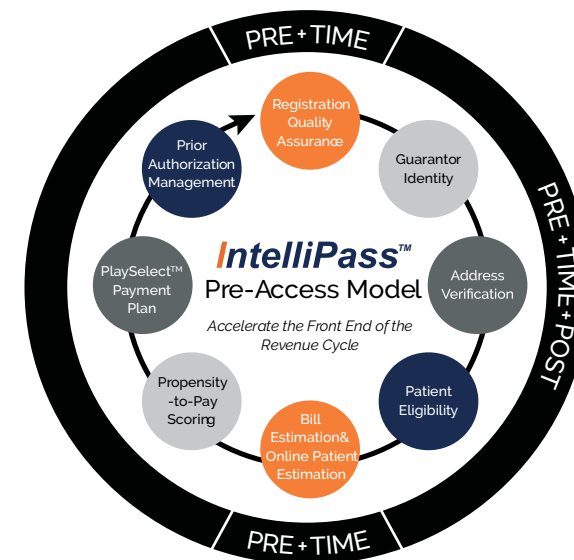 PRE + TIME
Registration
Quality
Assurance
Guarantor
Identity
PRE + TIME + POST
Address
Verification
Patient
Eligibility
Bill
Estimation&
Online Patient
Estimation
Propensity
-to-Pay
Scoring
PlaySelect™
Payment
Plan
Prior
Authorization
Management
IntelliPass™
Pre-Access Model
Accelerate the Front End of the
Revenue Cycle
PRE + TIME